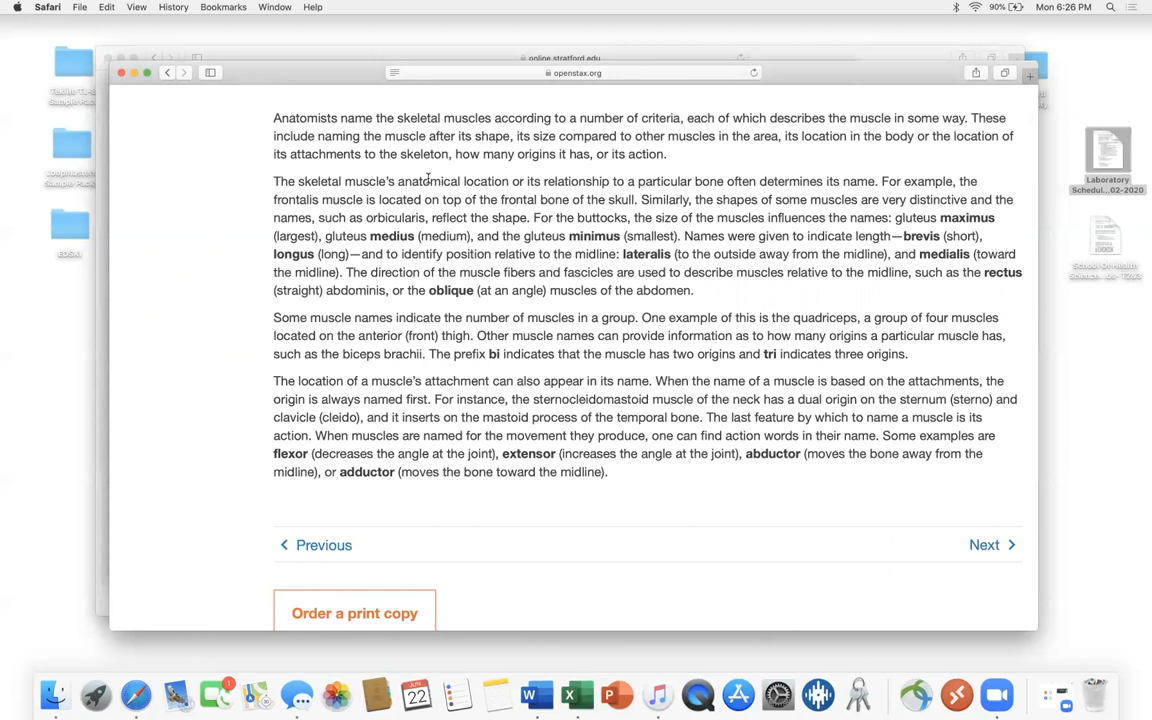 Safari File Edit View History Bookmarks Window Help 90% Mon 6:26 PM
online.stratford.edu
openstax.org
Anatomists name the skeletal muscles according to a number of criteria, each of which describes the muscle in some way. These
include naming the muscle after its shape, its size compared to other muscles in the area, its location in the body or the location of
its attachments to the skeleton, how many origins it has, or its action.
The skeletal muscle's anatomical location or its relationship to a particular bone often determines its name. For example, the
frontalis muscle is located on top of the frontal bone of the skull. Similarly, the shapes of some muscles are very distinctive and the
names, such as orbicularis, reflect the shape. For the buttocks, the size of the muscles influences the names: gluteus maximus
(largest), gluteus medius (medium), and the gluteus minimus (smallest). Names were given to indicate length—brevis (short),
longus (long)—and to identify position relative to the midline: lateralis (to the outside away from the midline), and medialis (toward
the midline). The direction of the muscle fibers and fascicles are used to describe muscles relative to the midline, such as the rectus
(straight) abdominis, or the oblique (at an angle) muscles of the abdomen.
Some muscle names indicate the number of muscles in a group. One example of this is the quadriceps, a group of four muscles
located on the anterior (front) thigh. Other muscle names can provide information as to how many origins a particular muscle has,
such as the biceps brachii. The prefix bi indicates that the muscle has two origins and tri indicates three origins.
The location of a muscle's attachment can also appear in its name. When the name of a muscle is based on the attachments, the
origin is always named first. For instance, the sternocleidomastoid muscle of the neck has a dual origin on the sternum (sterno) and
clavicle (cleido), and it inserts on the mastoid process of the temporal bone. The last feature by which to name a muscle is its
action. When muscles are named for the movement they produce, one can find action words in their name. Some examples are
flexor (decreases the angle at the joint), extensor (increases the angle at the joint), abductor (moves the bone away from the
midline), or adductor (moves the bone toward the midline).
Previous
Next
Order a print copy
Laboratory
Schedul...02-2020
School Of Health
Sample Pack
Sample Pack
1
JUN
22